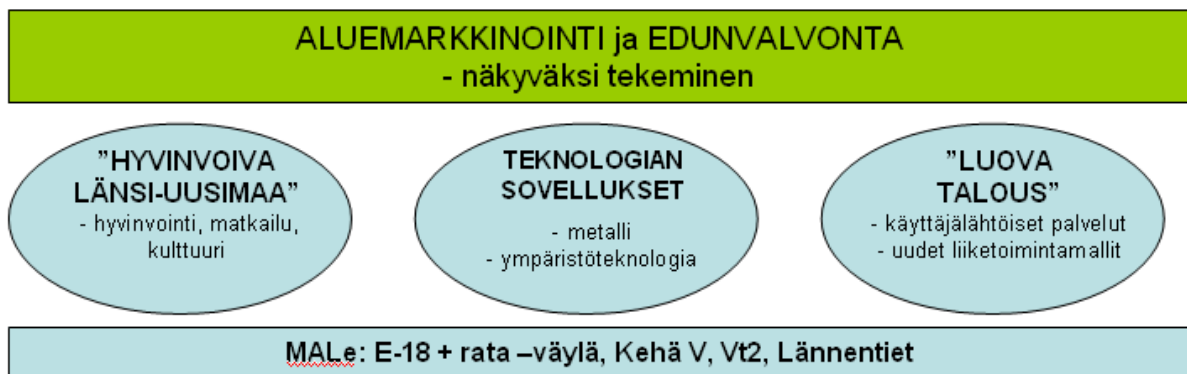 ALUEMARKKINOINTI ja EDUNVALVONTA
- näkyväksi tekeminen
"HYVINVOIVA
LÄNSI-UUSIMAA"
- hyvinvointi, matkailu,
kulttuuri
TEKNOLOGIAN
SOVELLUKSET
- metalli
- ympäristöteknologia
"LUOVA
TALOUS"
- käyttäjälähtöiset palvelut
- uudet liiketoimintamallit
MALe: E-18 + rata –väylä, Kehä V, Vt2, Lännentiet